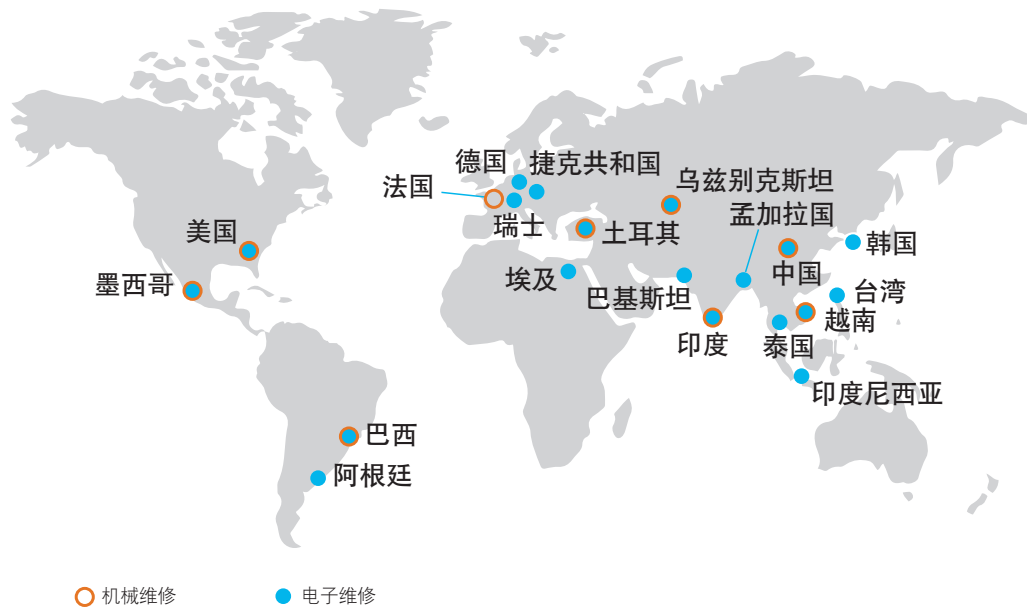 德国
捷克共和国
法国
乌兹别克斯坦
孟加拉国
瑞士
土耳其
美国
韩国
中国
埃及
墨西哥
巴基斯坦
台湾
越南
印度
泰国
印度尼西亚
巴西
阿根廷
机械维修
电子维修